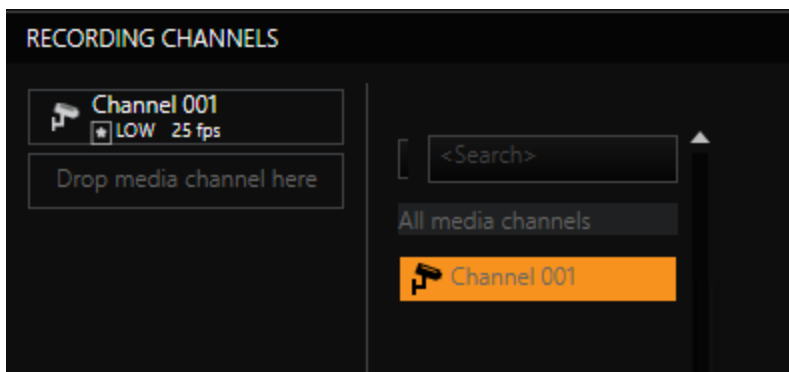 RECORDING CHANNELS
Channel 001
LOW 25 fps
Drop media channel here
<Search>
All media channels
Channel 001